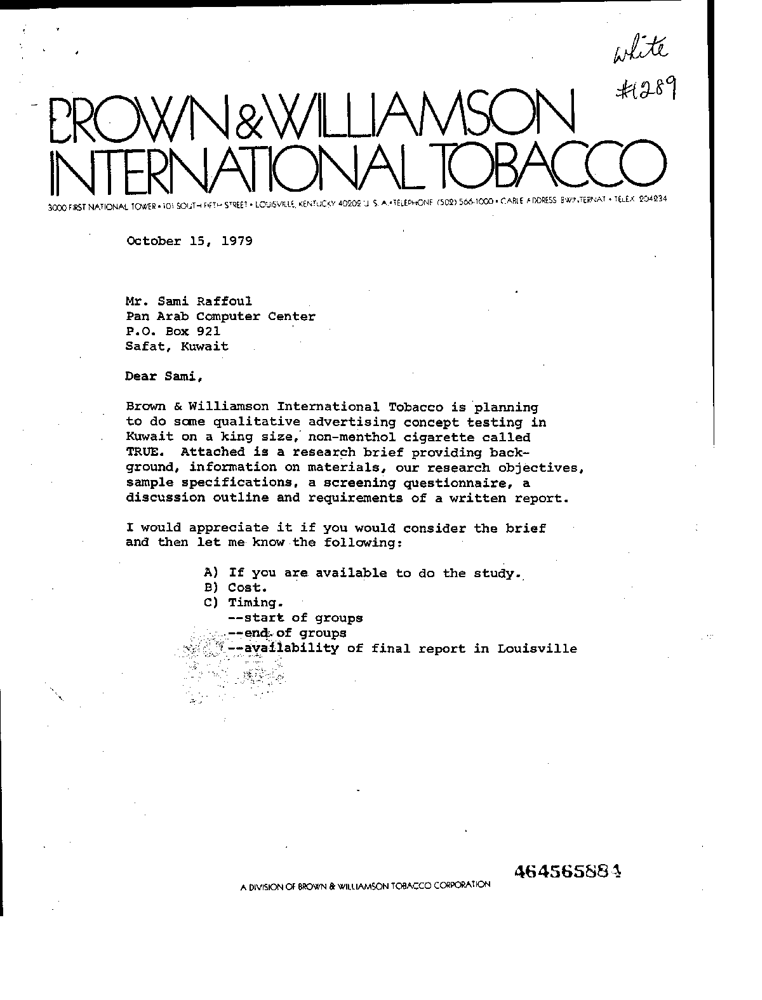 white
#1289
BROWN & WILLIAMSON
INTERNATIONAL TOBACCO
3000 FIRST NATIONAL TOWER • 101 SOUTH FIFTH STREET • LOUISVILLE, KENTUCKY 40202 U. S. A. • TELEPHONE (502) 566-1000 • CABLE ADDRESS BWINTERNAT • TELEX 204234
October 15, 1979
Mr. Sami Raffoul
Pan Arab Computer Center
P.O. Box 921
Safat, Kuwait
Dear Sami,
Brown & Williamson International Tobacco is planning
to do some qualitative advertising concept testing in
Kuwait on a king size, non-menthol cigarette called
TRUE. Attached is a research brief providing back-
ground, information on materials, our research objectives,
sample specifications, a screening questionnaire, a
discussion outline and requirements of a written report.
I would appreciate it if you would consider the brief
and then let me know the following:
A) If you are available to do the study.
B) Cost.
C) Timing.
--start of groups
--end of groups
--availability of final report in Louisville
464565884
A DIVISION OF BROWN & WILLIAMSON TOBACCO CORPORATION